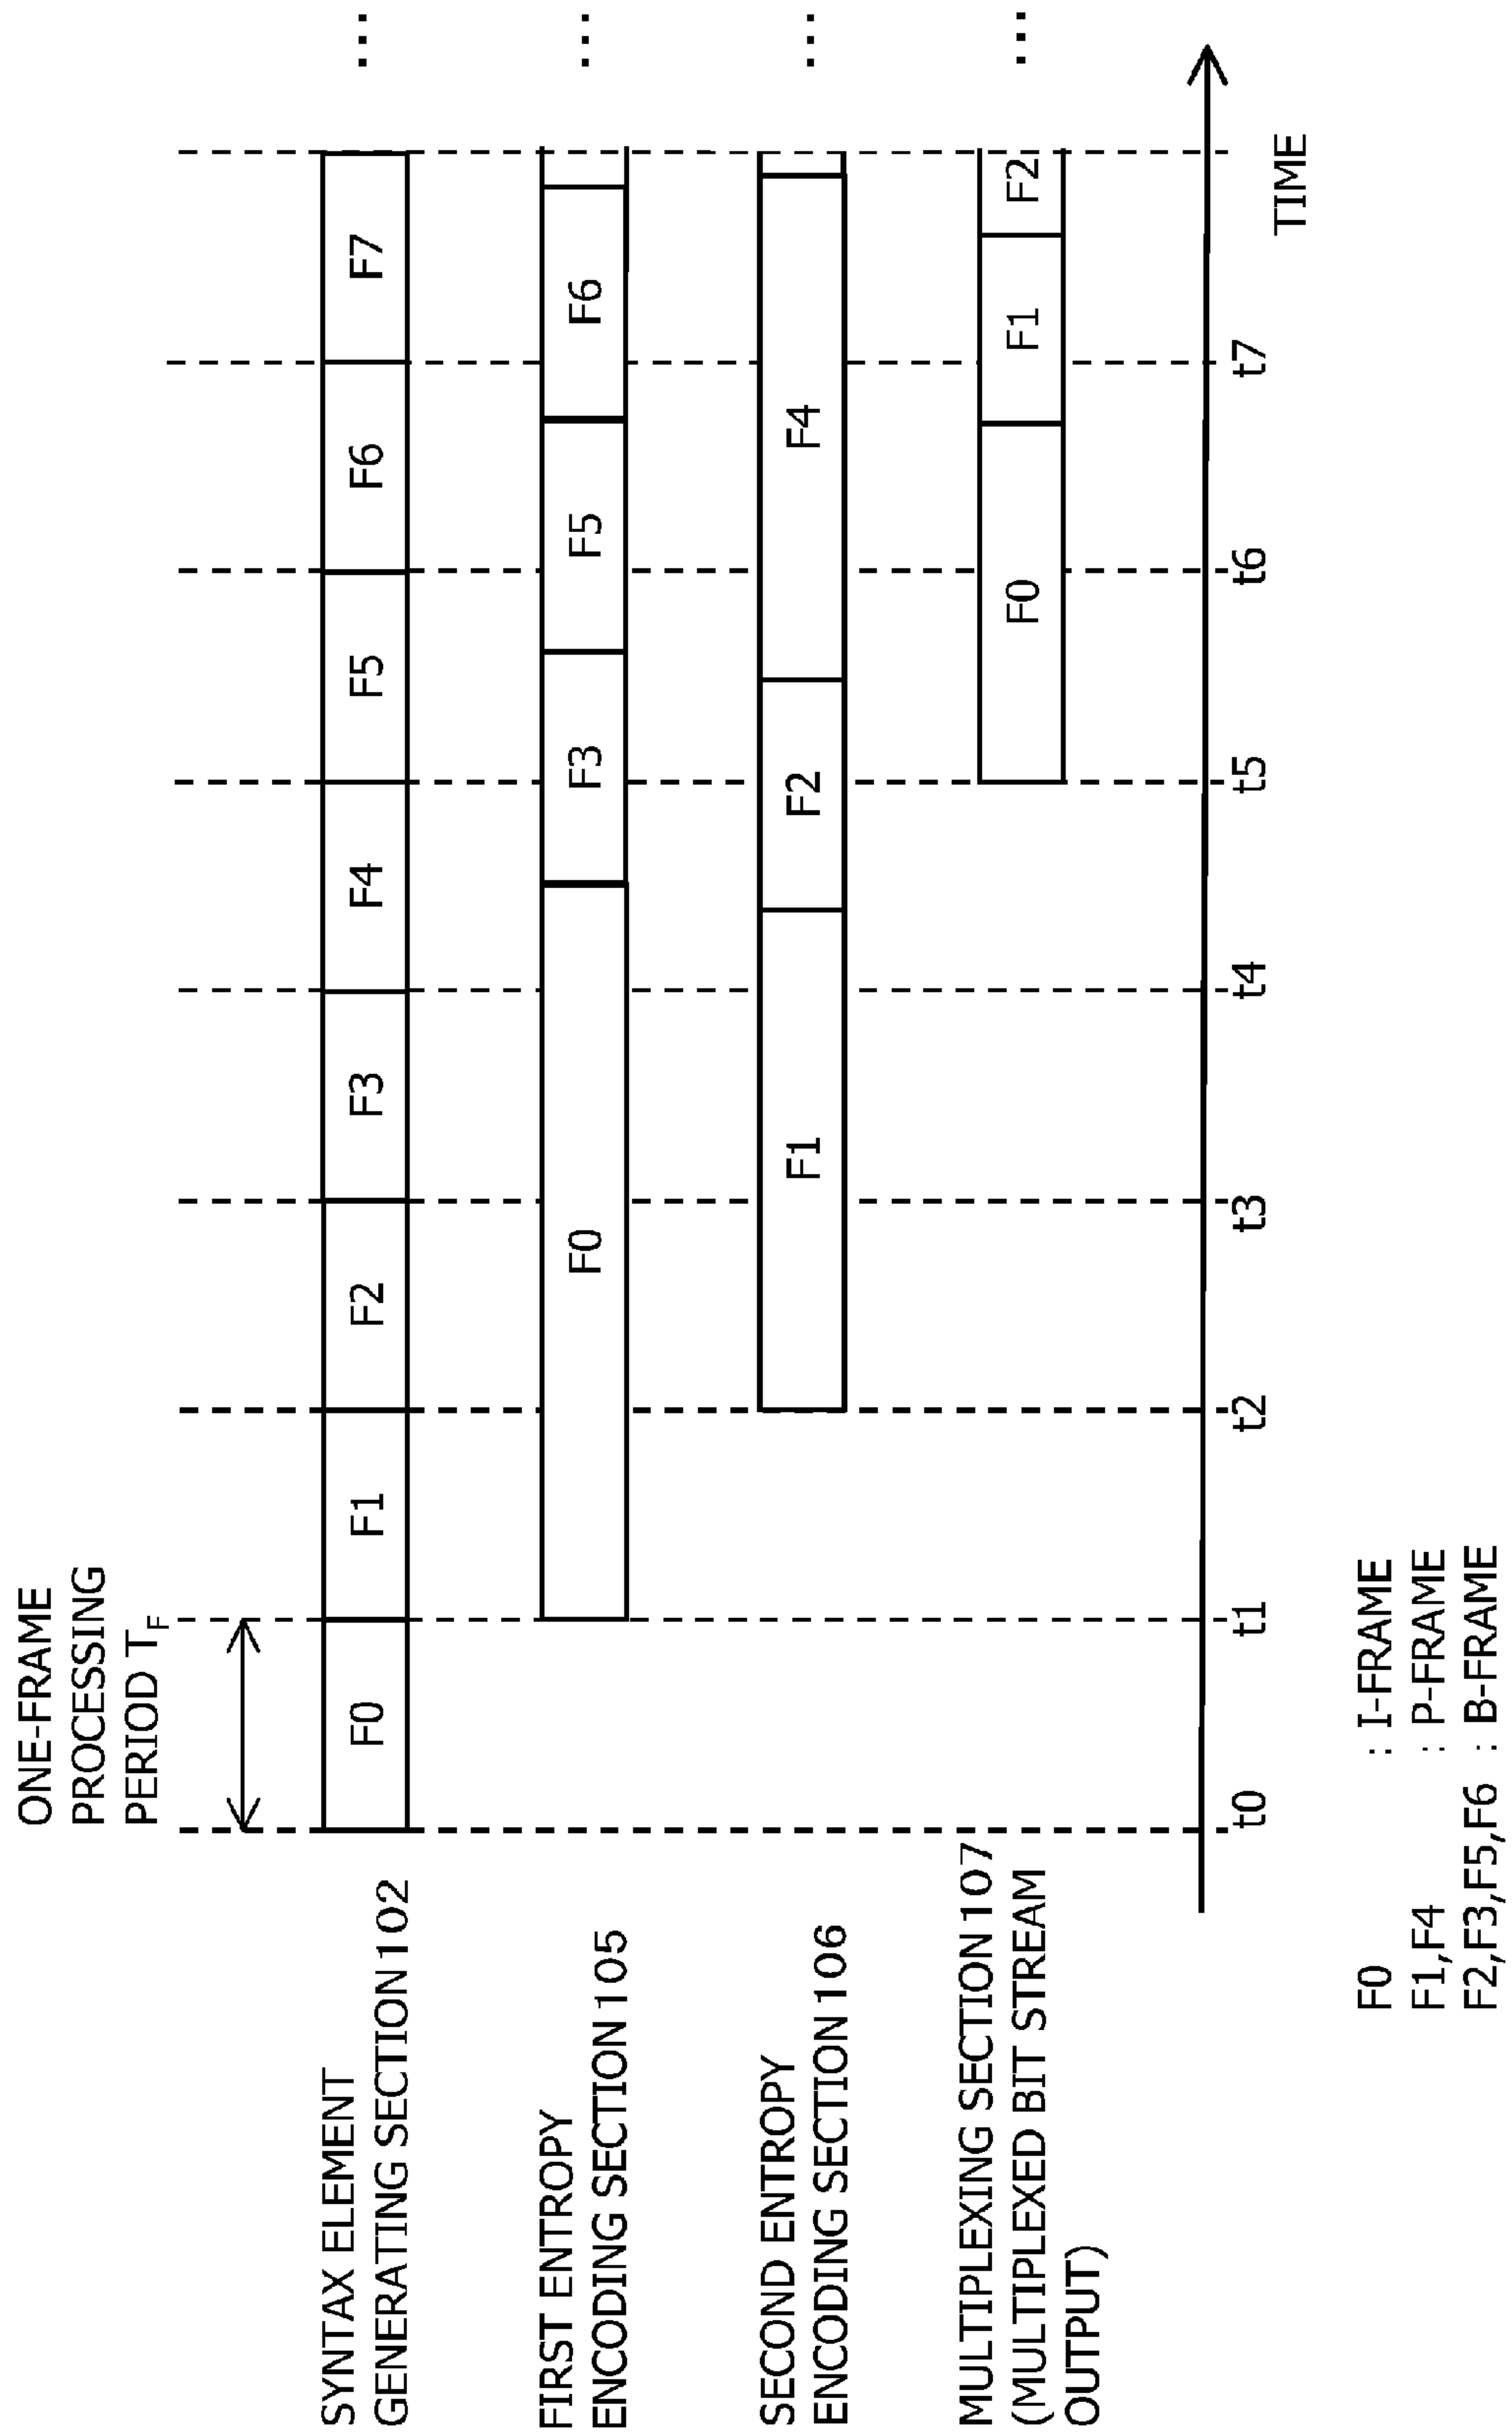 ONE-FRAME
PROCESSING
PERIOD TF
SYNTAX ELEMENT
GENERATING SECTION 102
F0 F1 F2 F3 F4 F5 F6 F7 ...
FIRST ENTROPY
ENCODING SECTION 105
F0 F3 F5 F6 ...
SECOND ENTROPY
ENCODING SECTION 106
F1 F2 F4 ...
MULTIPLEXING SECTION 107
(MULTIPLEXED BIT STREAM
OUTPUT)
F0 F1 F2 ...
t0 t1 t2 t3 t4 t5 t6 t7
TIME
F0 : I-FRAME
F1,F4 : P-FRAME
F2,F3,F5,F6 : B-FRAME